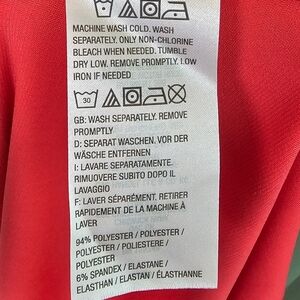 MACHINE WASH COLD. WASH
SEPARATELY. ONLY NON-CHLORINE
BLEACH WHEN NEEDED. TUMBLE
DRY LOW. REMOVE PROMPTLY. LOW
IRON IF NEEDED
30
GB: WASH SEPARATELY. REMOVE
PROMPTLY
D: SEPARAT WASCHEN. VOR DER
WÄSCHE ENTFERNEN
I: LAVARE SEPARATAMENTE.
RIMUOVERE SUBITO DOPO IL
LAVAGGIO
F: LAVER SÉPARÉMENT, RETIRER
RAPIDEMENT DE LA MACHINE À
LAVER
94% POLYESTER / POLYESTER /
POLYESTER / POLIESTERE /
POLYESTER
6% SPANDEX / ELASTANE /
ELASTHAN / ELASTAN / ÉLASTHANNE